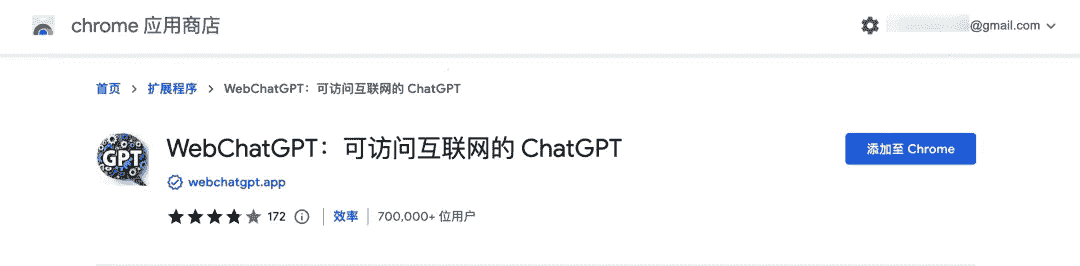 chrome 应用商店
@gmail.com
首页 > 扩展程序 > WebChatGPT：可访问互联网的 ChatGPT
GPT
WebChatGPT：可访问互联网的 ChatGPT
添加至 Chrome
webchatgpt.app
172
效率
700,000+ 位用户